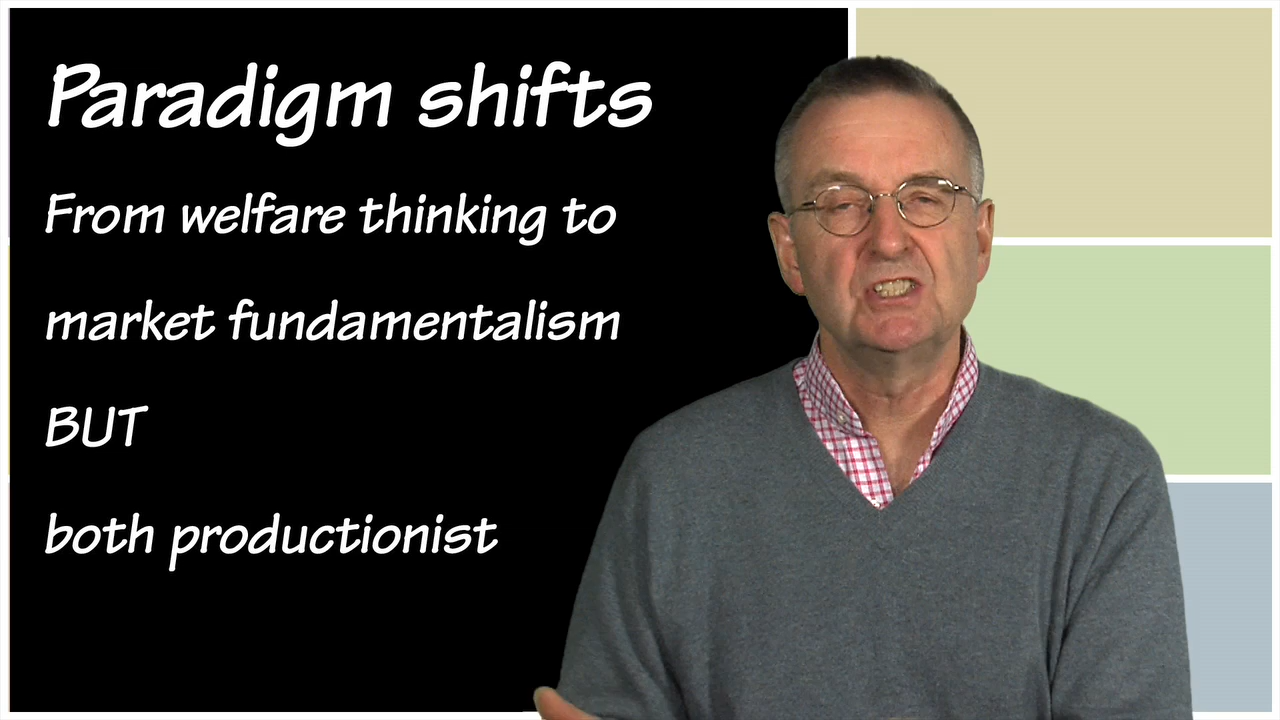 Paradigm shifts
From welfare thinking to
market fundamentalism
BUT
both productionist